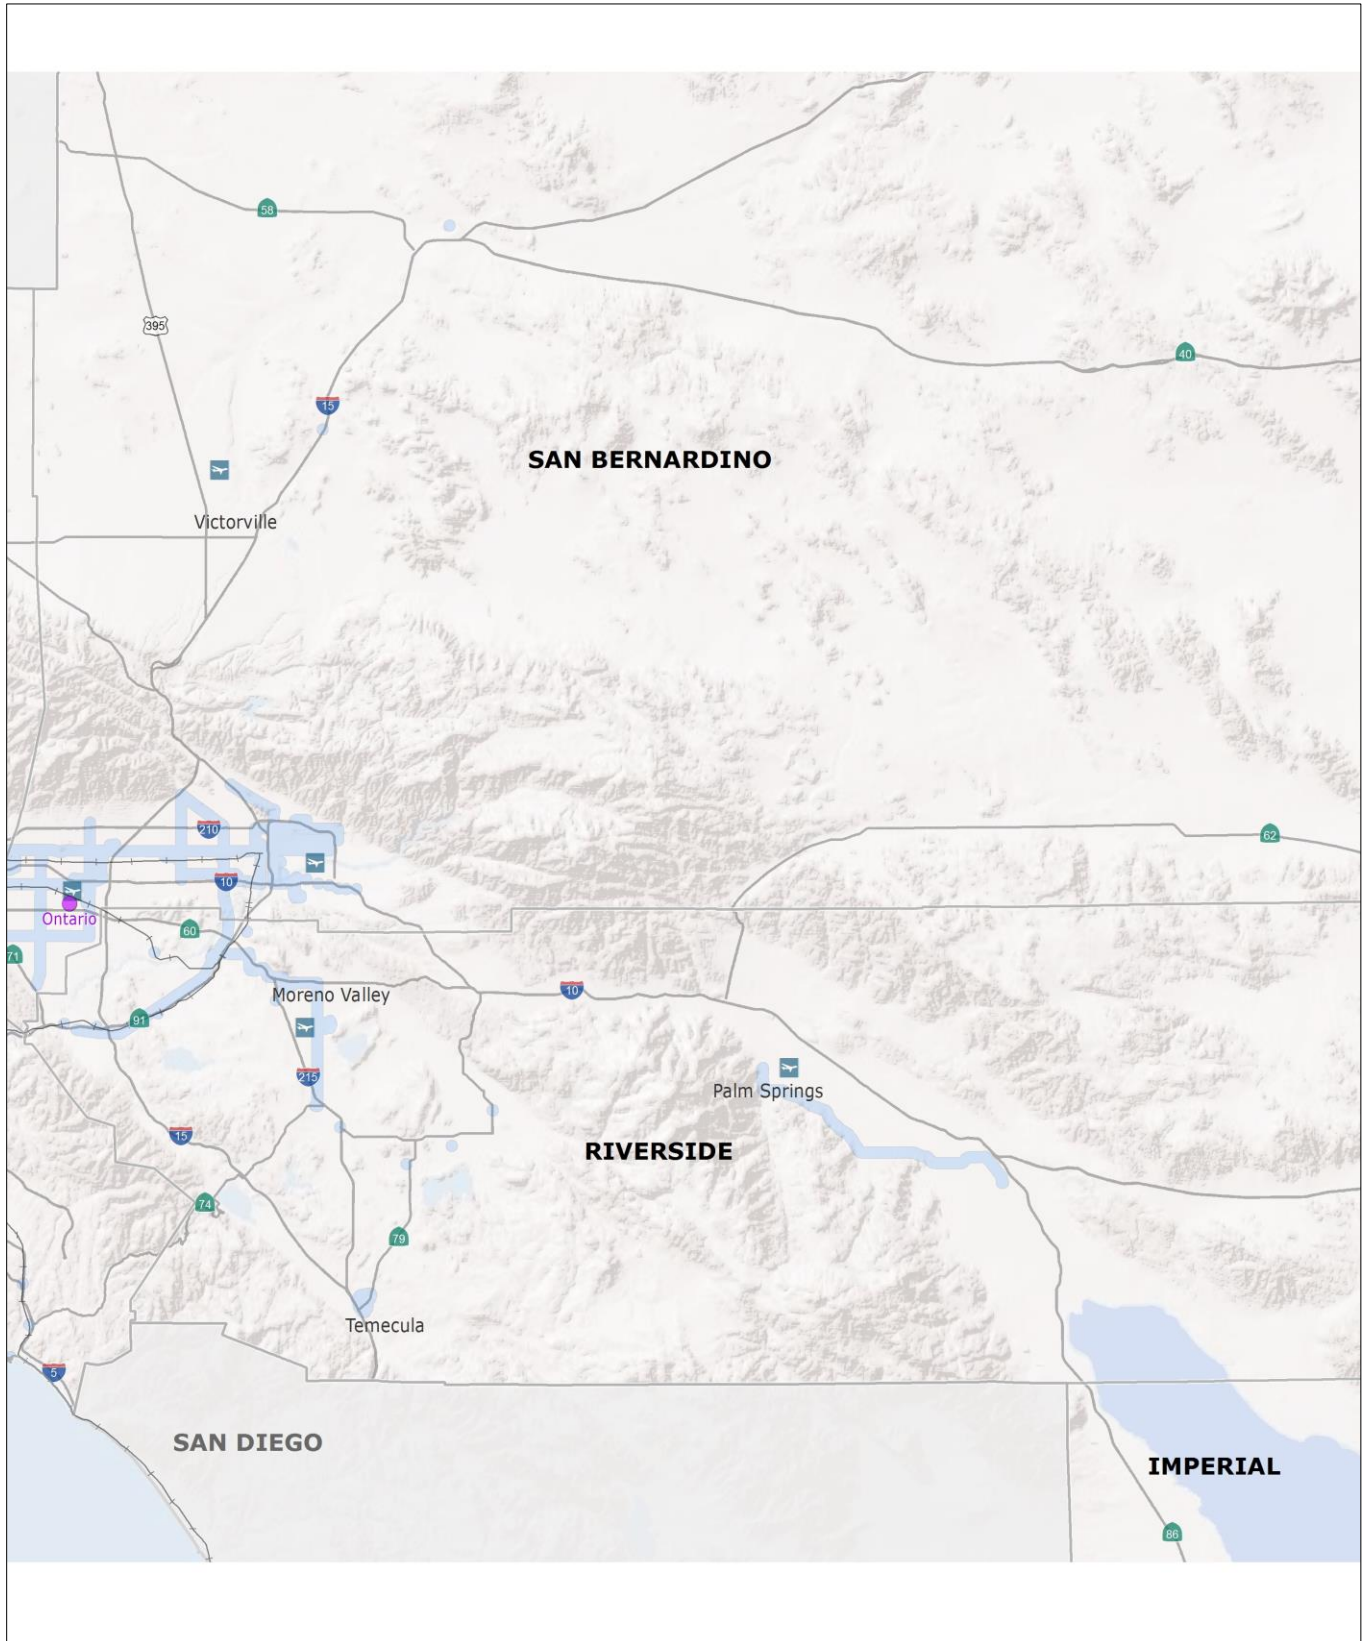 58
395
40
15
SAN BERNARDINO
Victorville
210
62
10
Ontario
60
71
10
Moreno Valley
91
215
Palm Springs
15
RIVERSIDE
74
79
Temecula
5
SAN DIEGO
IMPERIAL
86